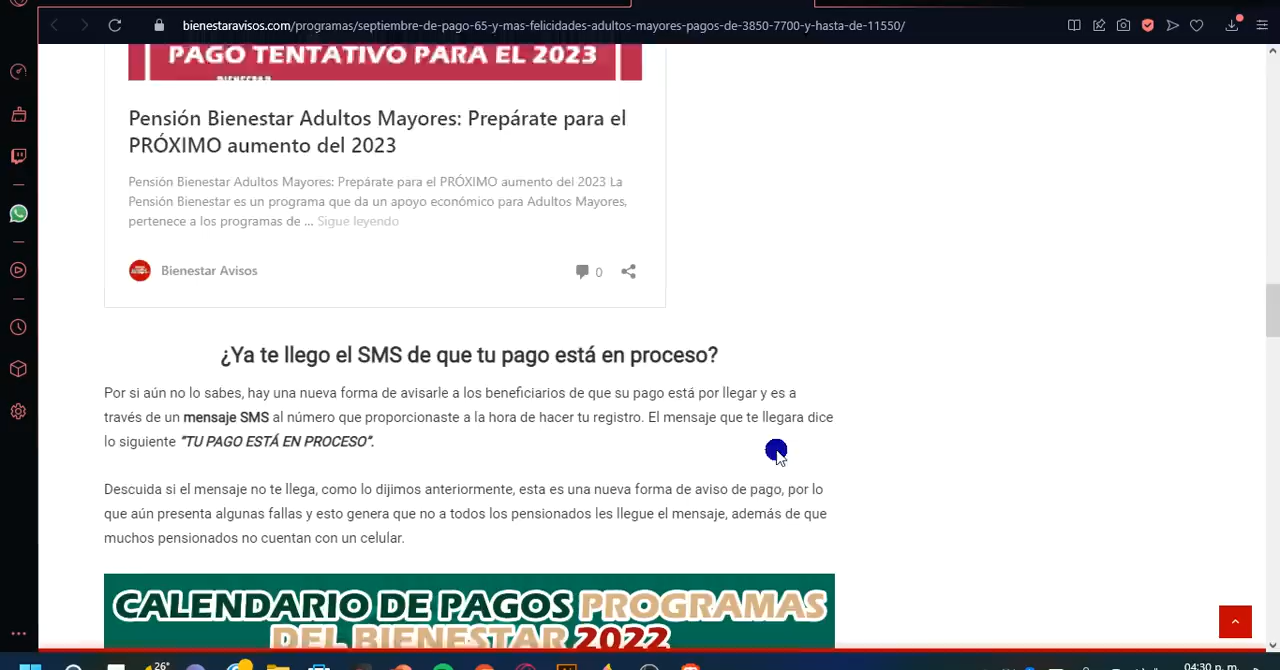 bienestaravisos.com/programas/septiembre-de-pago-65-y-mas-felicidades-adultos-mayores-pagos-de-3850-7700-y-hasta-de-11550/
PAGO TENTATIVO PARA EL 2023
Pensión Bienestar Adultos Mayores: Prepárate para el
PRÓXIMO aumento del 2023
Pensión Bienestar Adultos Mayores: Prepárate para el PRÓXIMO aumento del 2023 La
Pensión Bienestar es un programa que da un apoyo económico para Adultos Mayores,
pertenece a los programas de ... Sigue leyendo
Bienestar Avisos
0
¿Ya te llego el SMS de que tu pago está en proceso?
Por si aún no lo sabes, hay una nueva forma de avisarle a los beneficiarios de que su pago está por llegar y es a
través de un mensaje SMS al número que proporcionaste a la hora de hacer tu registro. El mensaje que te llegara dice
lo siguiente “TU PAGO ESTÁ EN PROCESO”.
Descuida si el mensaje no te llega, como lo dijimos anteriormente, esta es una nueva forma de aviso de pago, por lo
que aún presenta algunas fallas y esto genera que no a todos los pensionados les llegue el mensaje, además de que
muchos pensionados no cuentan con un celular.
CALENDARIO DE PAGOS PROGRAMAS
DEL BIENESTAR 2022
26°
04:30 p. m.